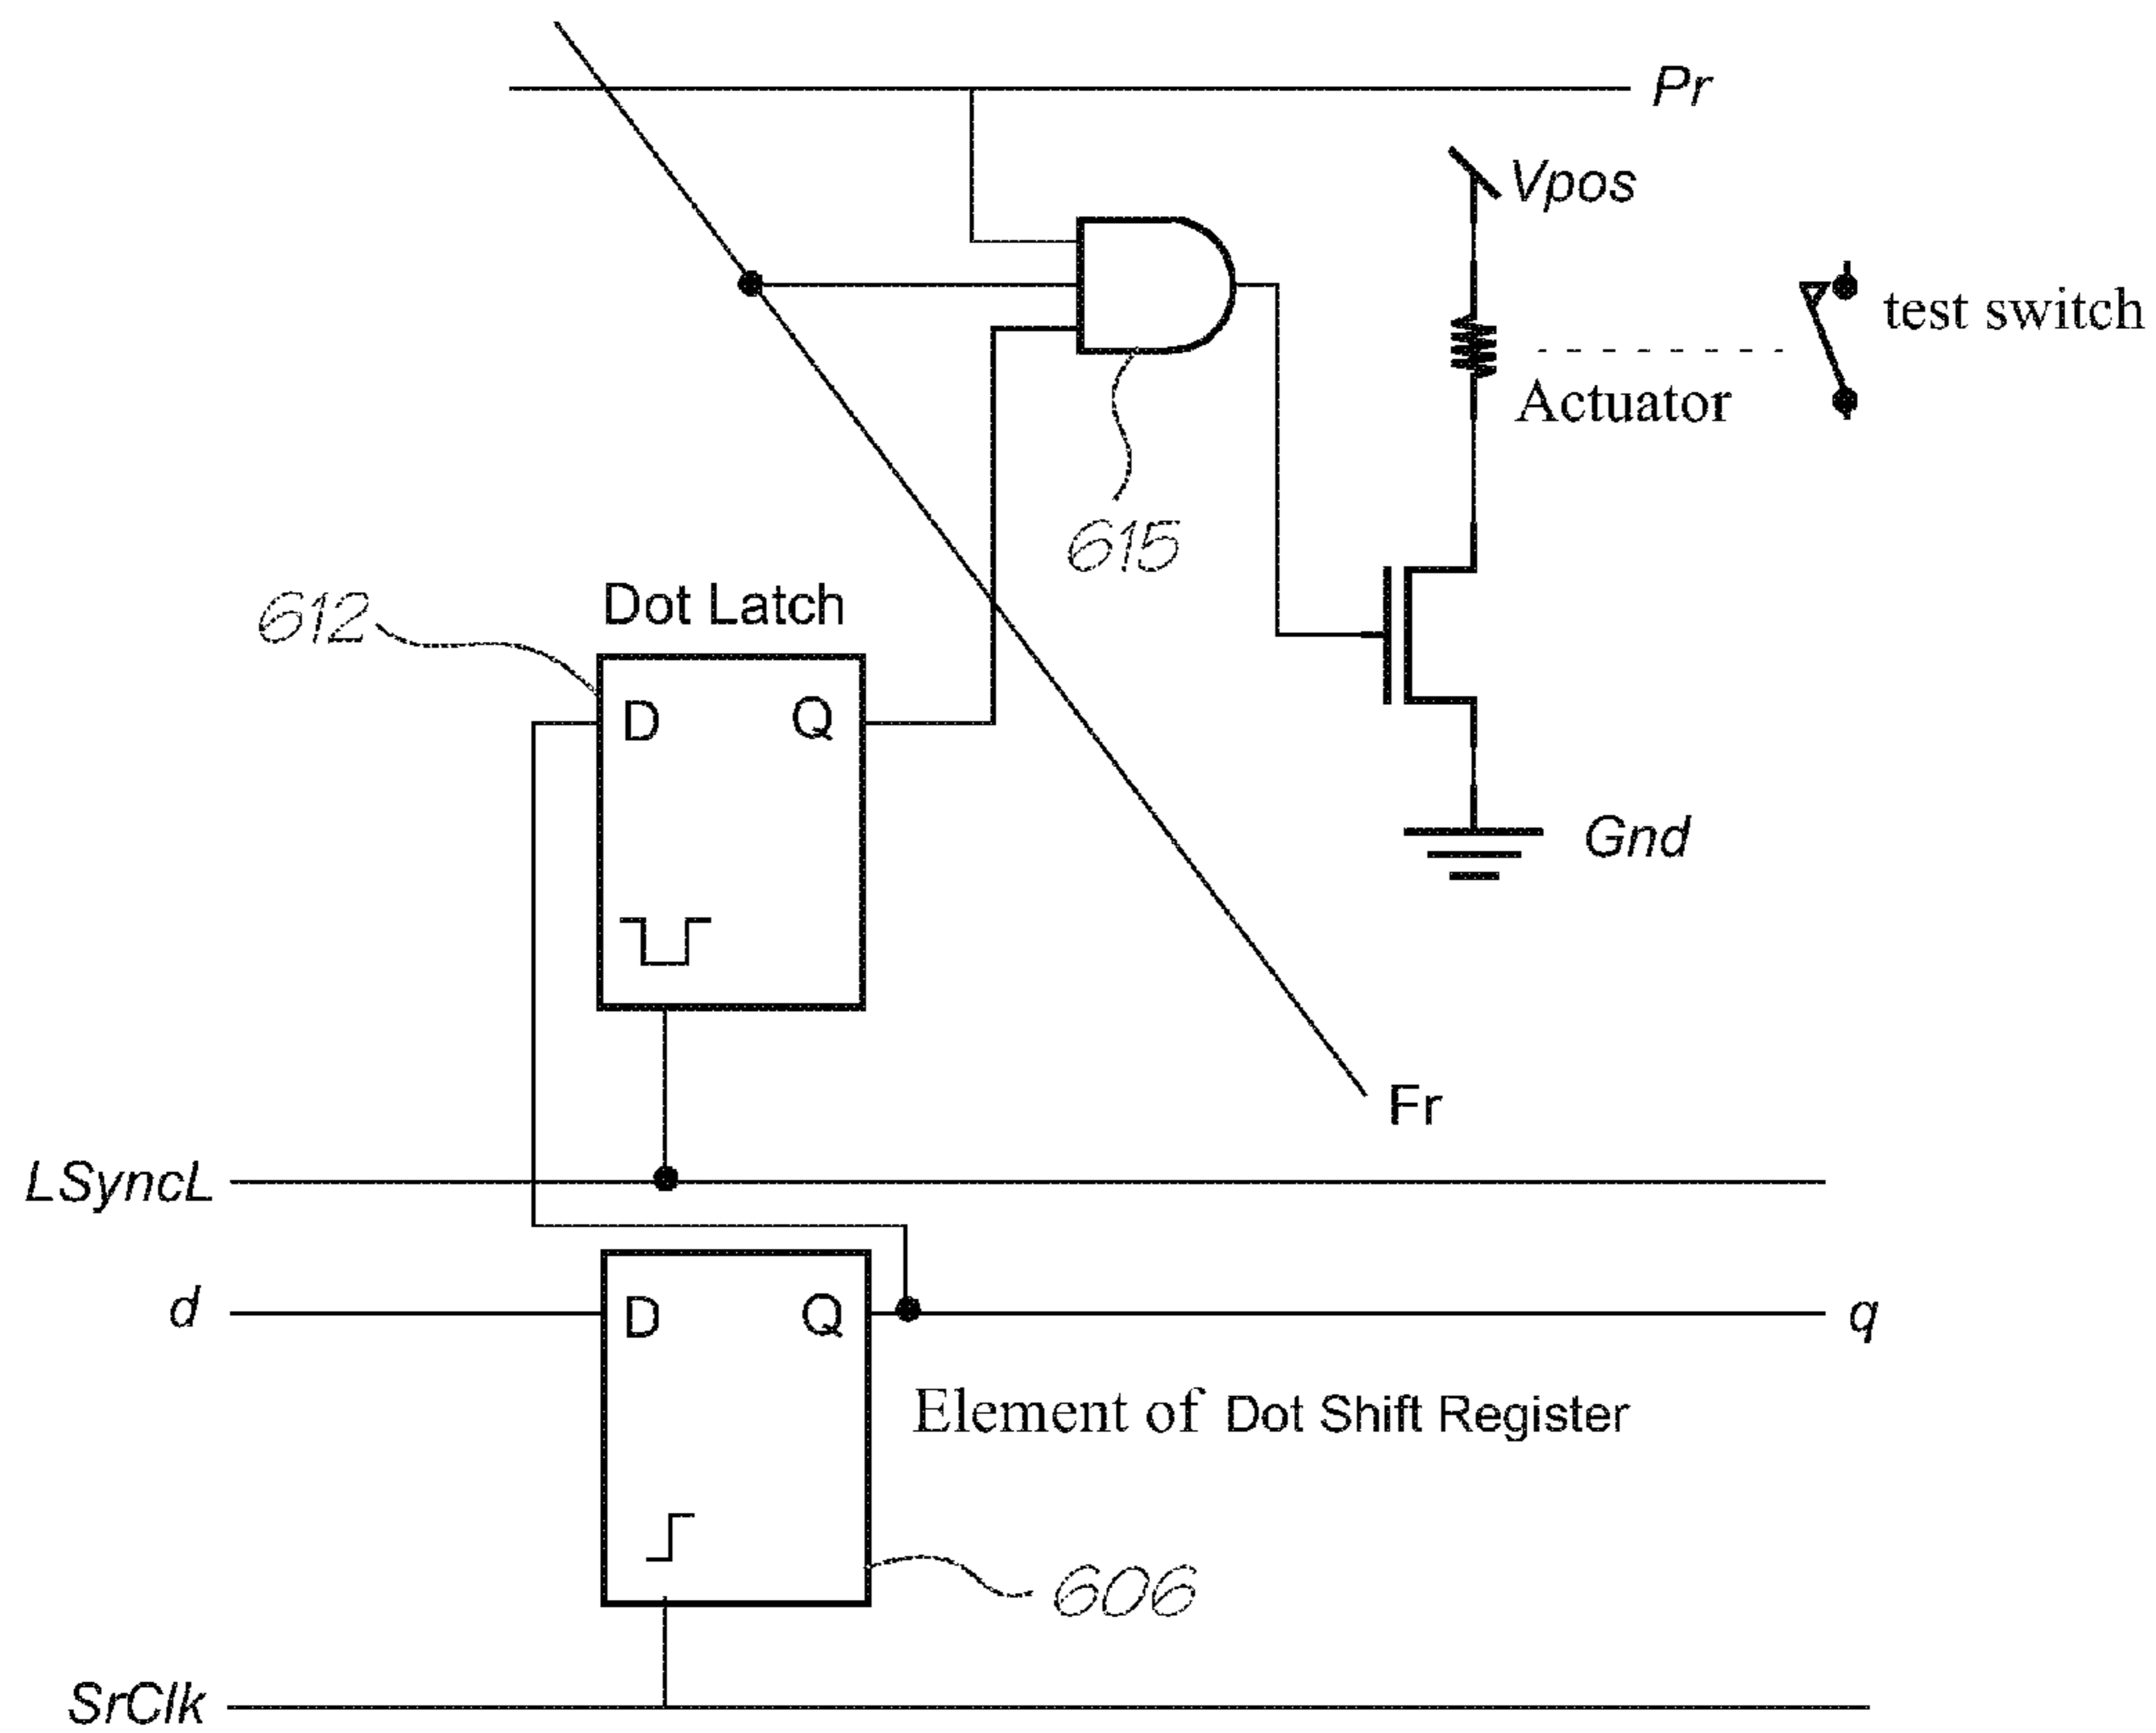 Pr
Vpos
test switch
Actuator
615
612
Dot Latch
D Q
Gnd
Fr
LSyncL
d
D Q
q
Element of Dot Shift Register
606
SrClk